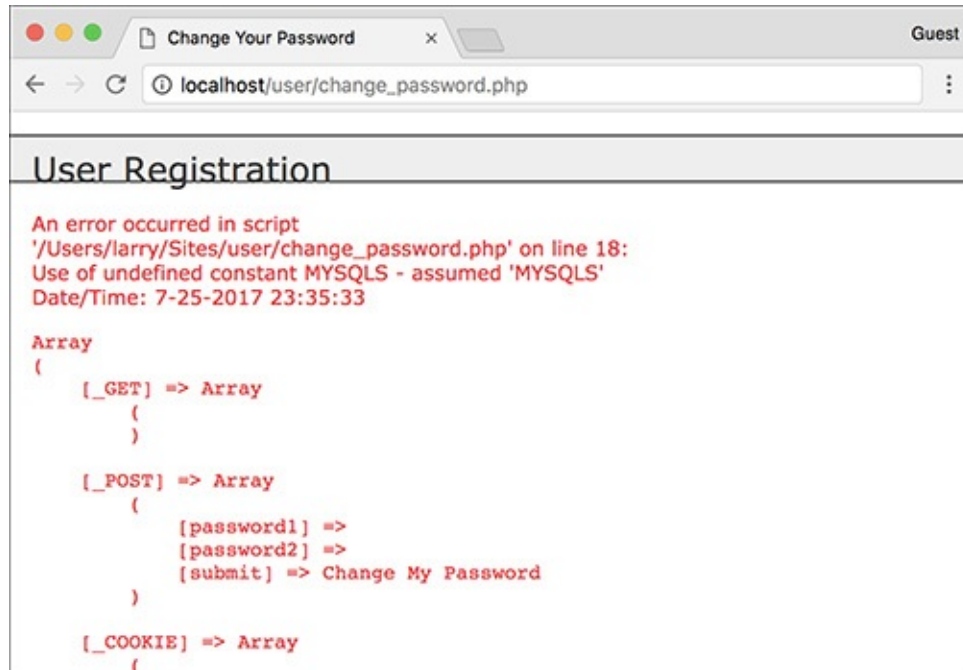 Change Your Password
Guest
localhost/user/change_password.php
User Registration
An error occurred in script
'/Users/larry/Sites/user/change_password.php' on line 18:
Use of undefined constant MYSQLS - assumed 'MYSQLS'
Date/Time: 7-25-2017 23:35:33
Array
(
[_GET] => Array
(
)
[_POST] => Array
(
[password1] =>
[password2] =>
[submit] => Change My Password
)
[_COOKIE] => Array
(